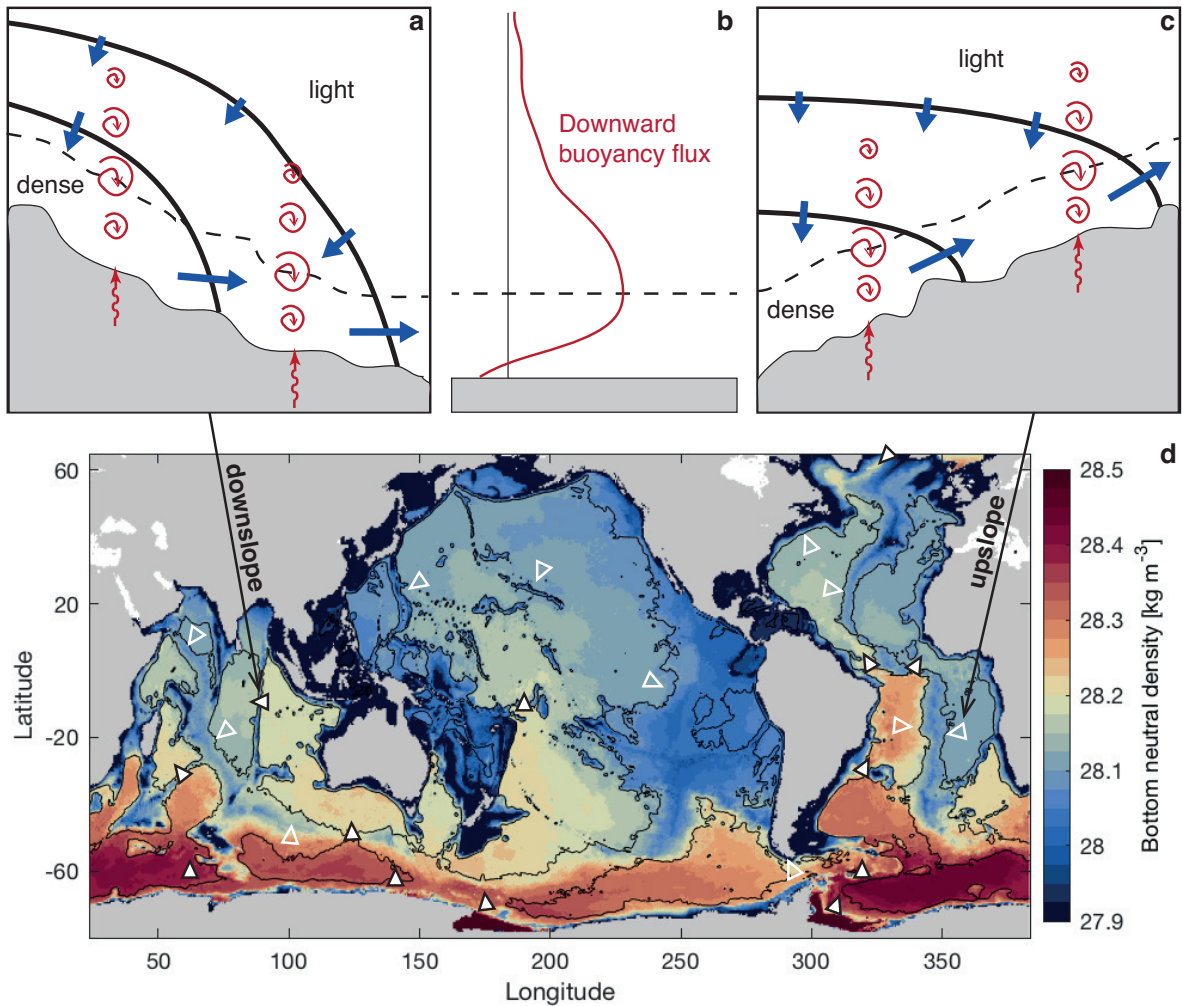 a
light
dense
b
Downward
buoyancy flux
c
light
dense
d
downslope
upslope
60
20
-20
-60
Latitude
50
100
150
200
250
300
350
Longitude
28.5
28.4
28.3
28.2
28.1
28
27.9
Bottom neutral density [kg m⁻³]